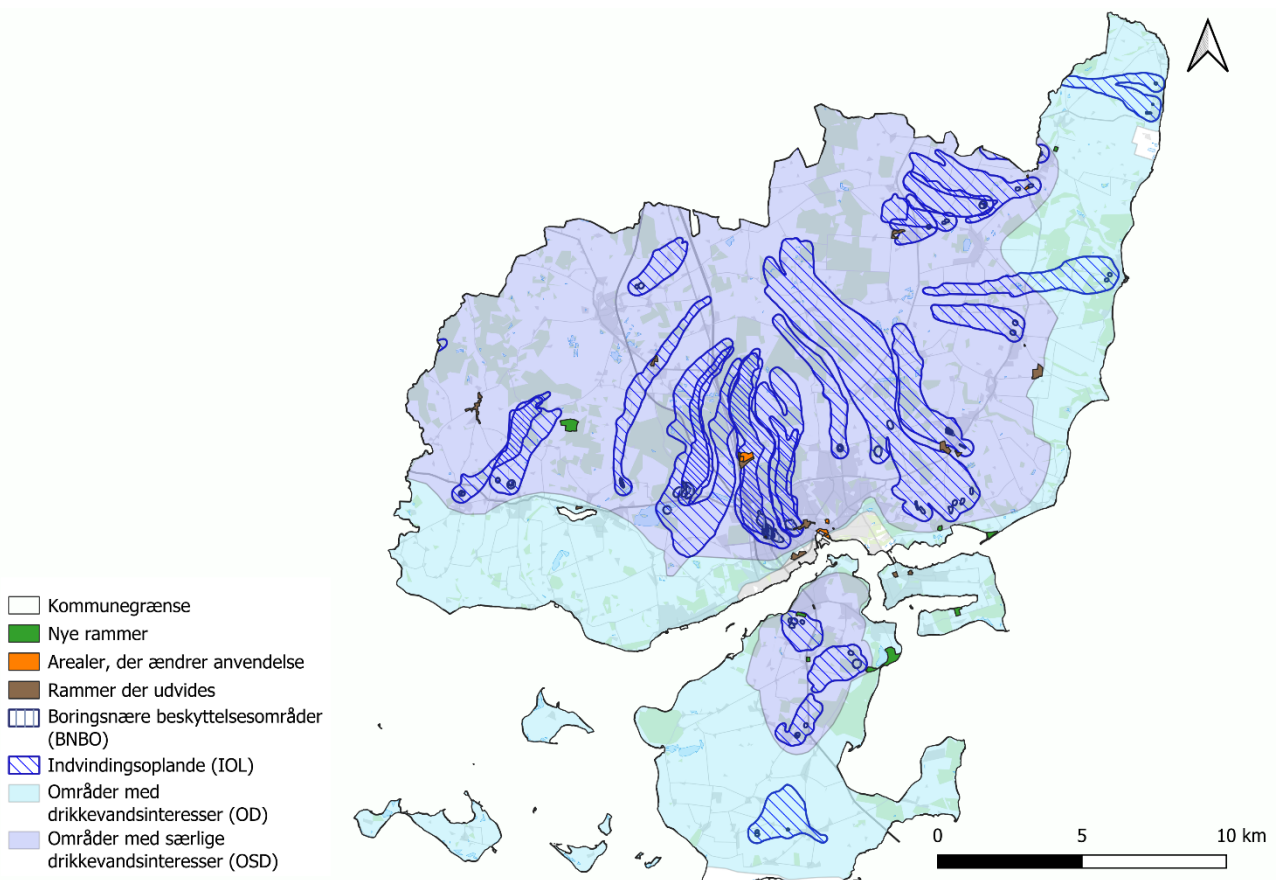 Kommunegrænse
Nye rammer
Arealer, der ændrer anvendelse
Rammer der udvides
Boringsnære beskyttelsesområder
(BNBO)
Indvindingsoplande (IOL)
Områder med
drikkevandsinteresser (OD)
Områder med særlige
drikkevandsinteresser (OSD)
0 5 10 km